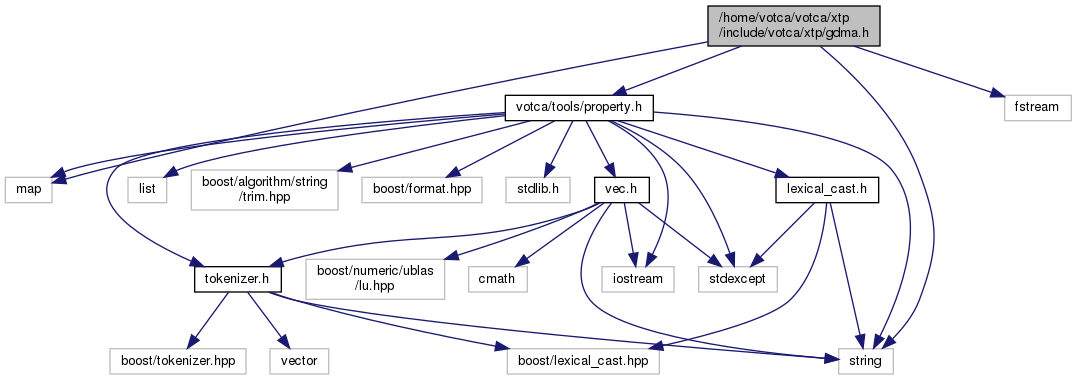 /home/votca/votca/xtp
/include/votca/xtp/gdma.h
votca/tools/property.h
fstream
map
list
boost/algorithm/string
/trim.hpp
boost/format.hpp
stdlib.h
vec.h
lexical_cast.h
tokenizer.h
boost/numeric/ublas
/lu.hpp
cmath
iostream
stdexcept
boost/tokenizer.hpp
vector
boost/lexical_cast.hpp
string